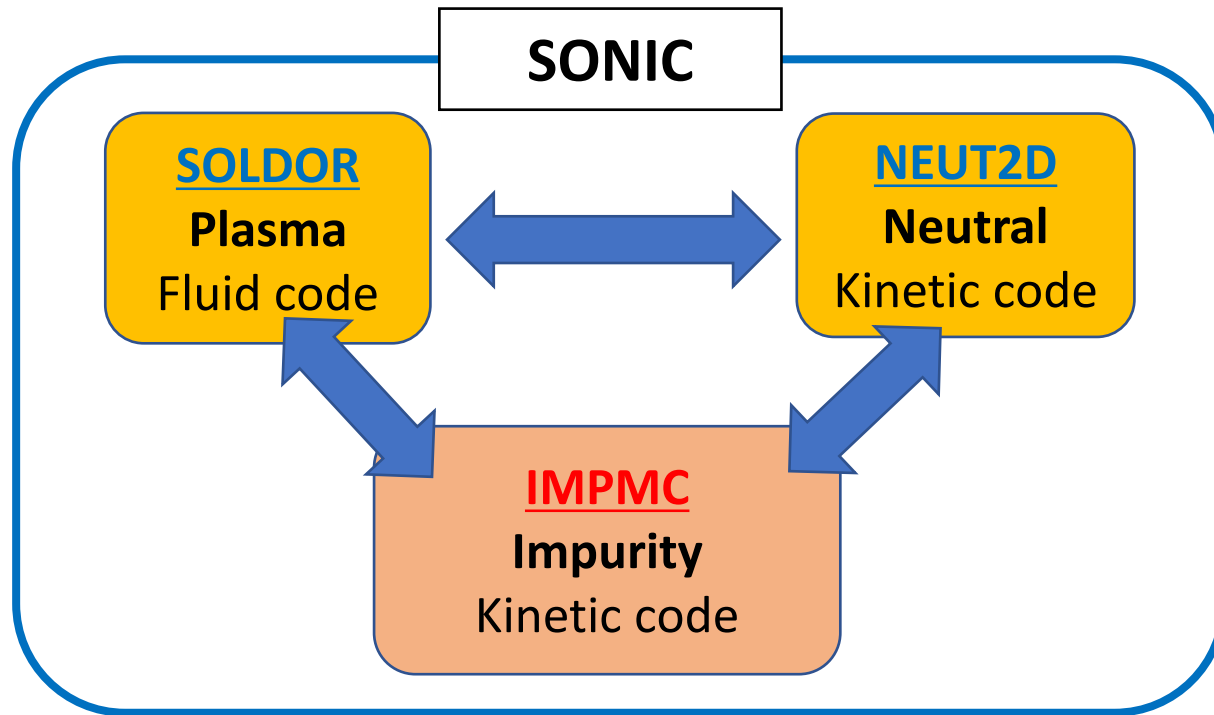 SONIC
SOLDOR
Plasma
Fluid code
NEUT2D
Neutral
Kinetic code
IMPMC
Impurity
Kinetic code